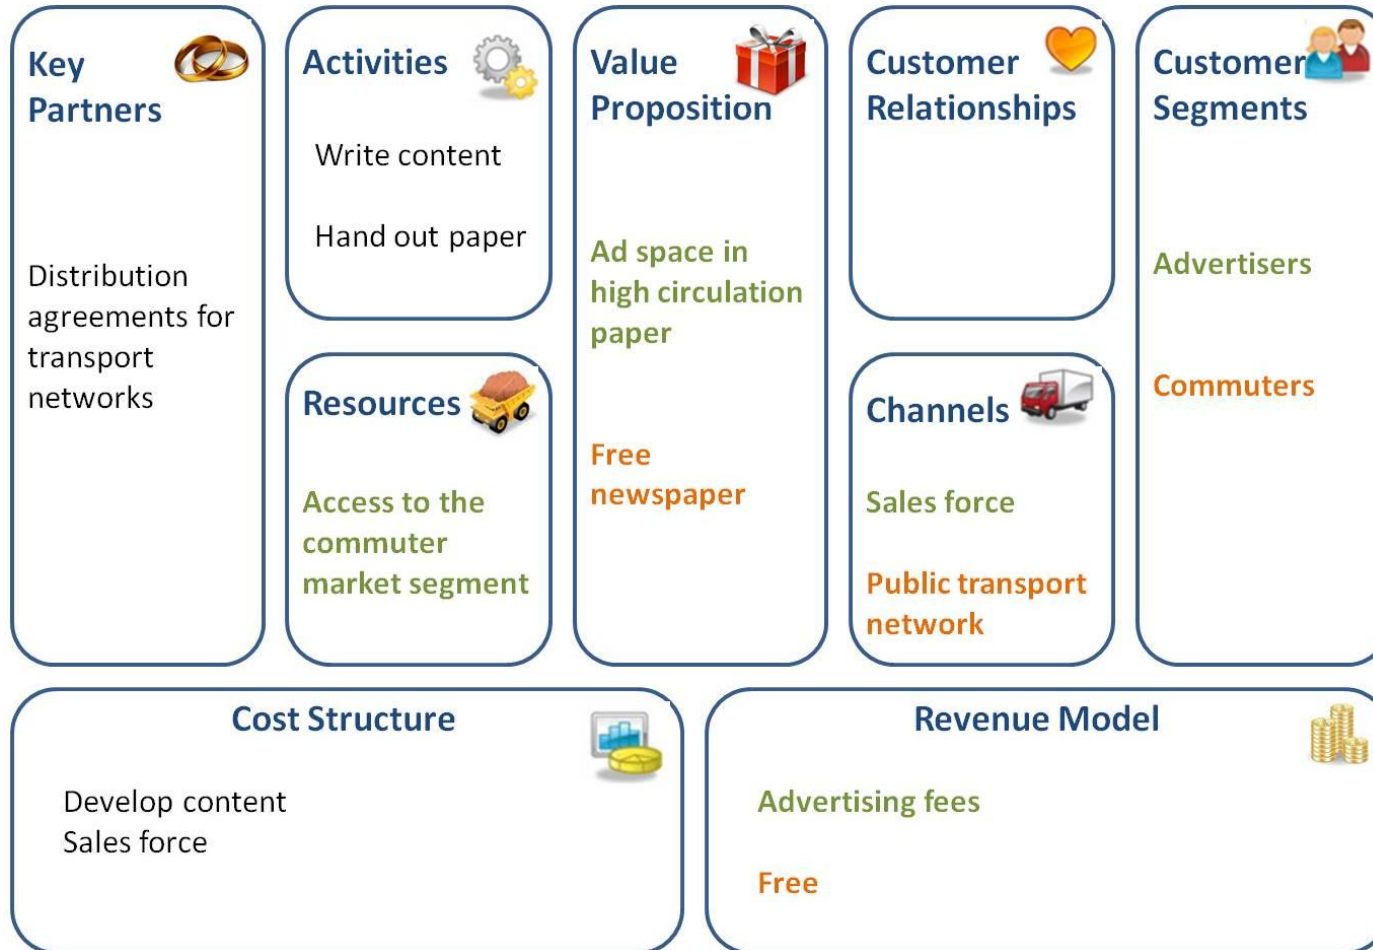 Key
Partners
Distribution
agreements for
transport
networks
Activities
Write content
Hand out paper
Resources
Access to the
commuter
market segment
Value
Proposition
Ad space in
high circulation
paper
Free
newspaper
Customer
Relationships
Channels
Sales force
Public transport
network
Customer
Segments
Advertisers
Commuters
Cost Structure
Develop content
Sales force
Revenue Model
Advertising fees
Free